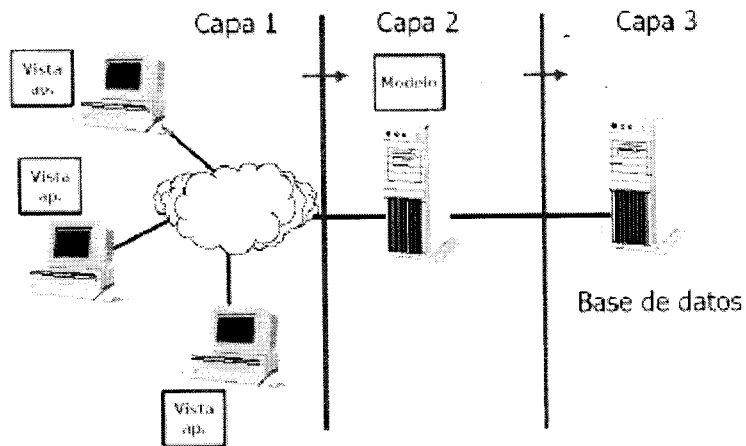 Capa 1
Capa 2
Capa 3
Vista
ap.
Modelo
Vista
ap.
Base de datos
Vista
ap.